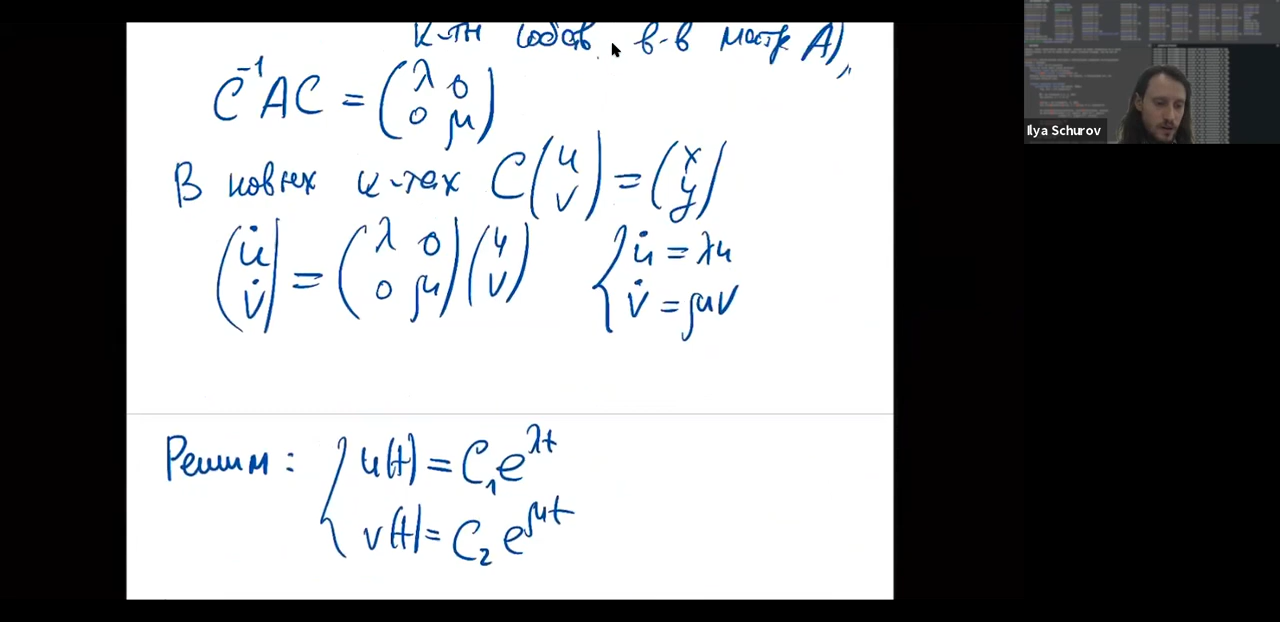 к-ты собств. в-в матр A),
C⁻¹AC = (λ 0 0 μ)
В новых к-тах C(u v) = (x y)
(u̇ v̇) = (λ 0 0 μ)(u v) { u̇ = λu v̇ = μv
Решим: { u(t) = C₁e^{λt}
v(t) = C₂e^{μt}
Ilya Schurov